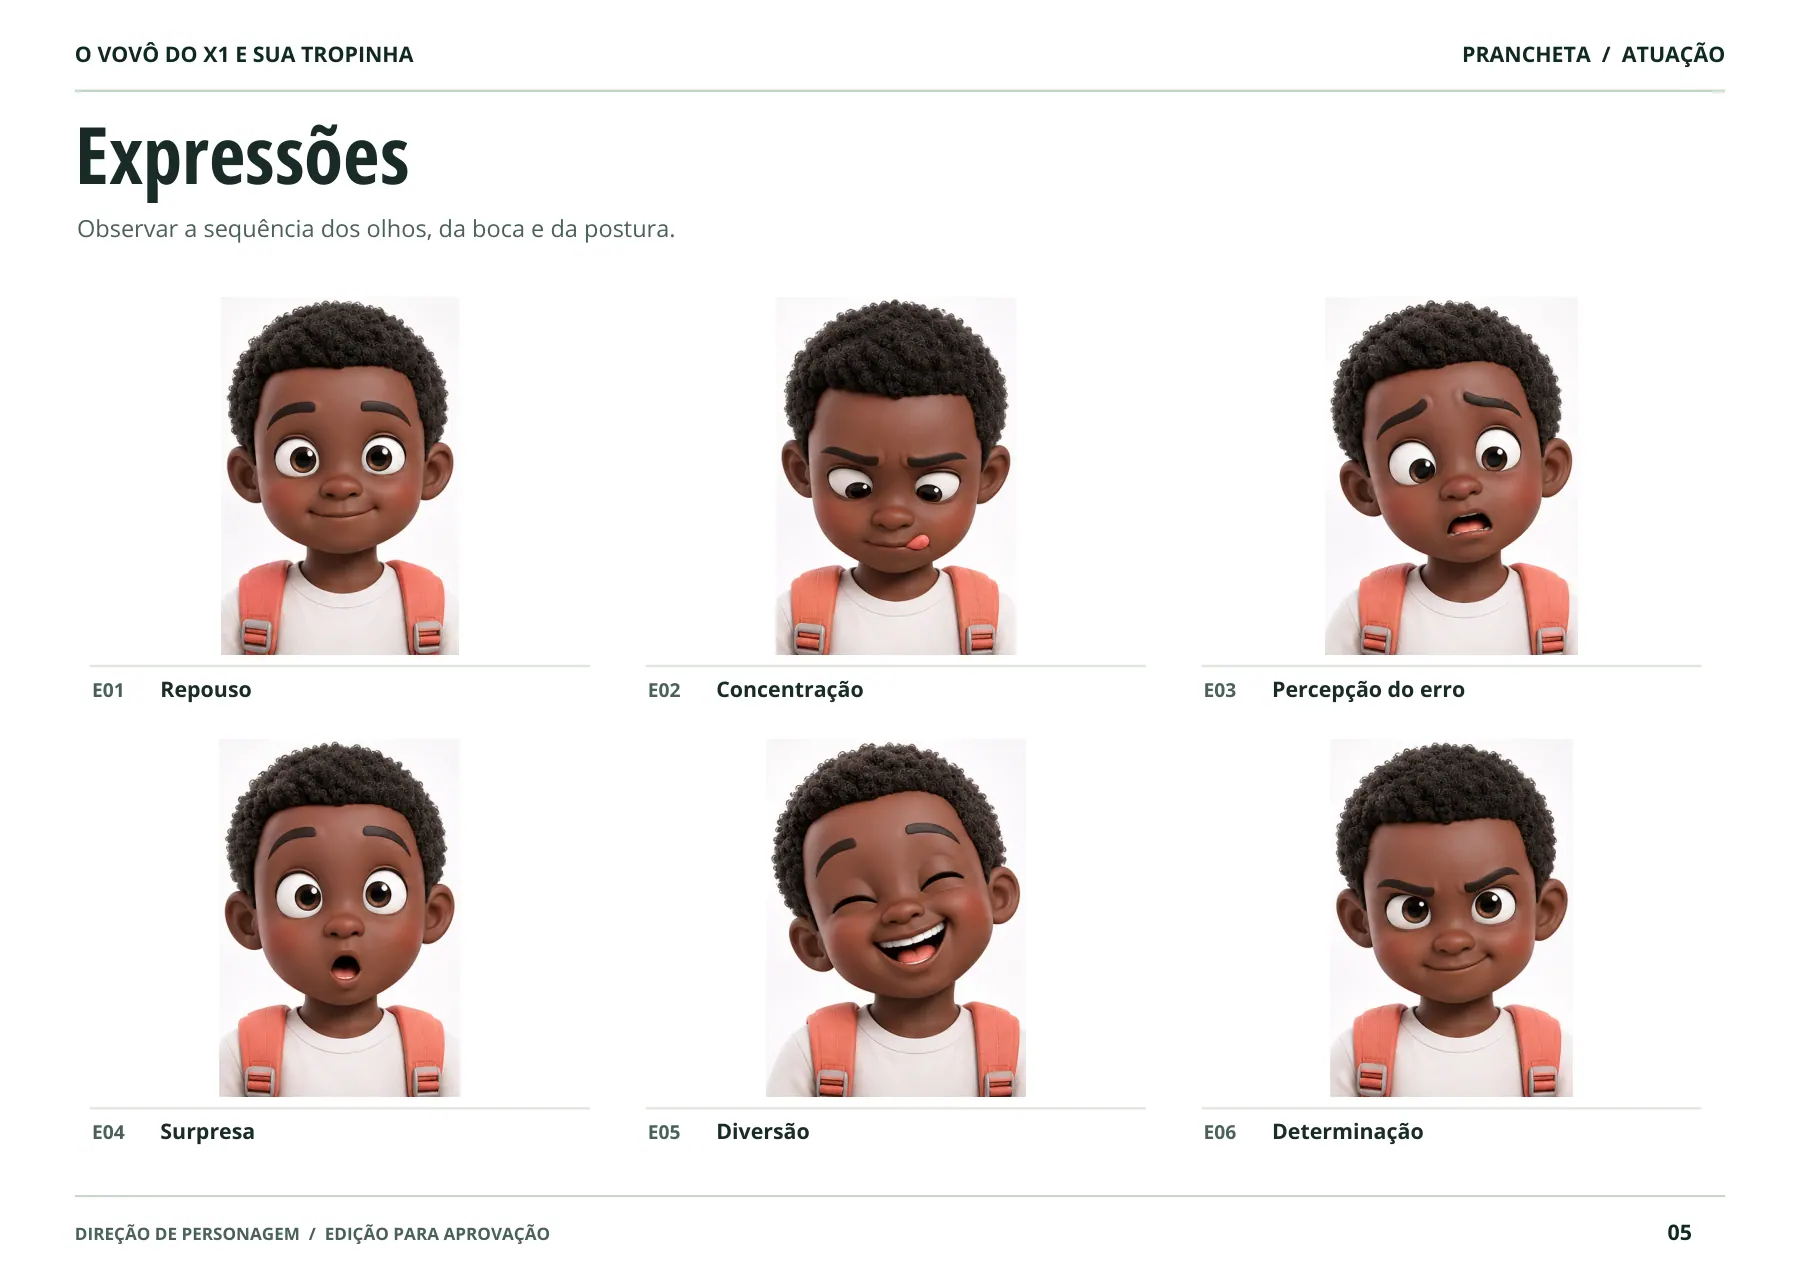 O VOVÔ DO X1 E SUA TROPINHA
PRANCHETA / ATUAÇÃO
Expressões
Observar a sequência dos olhos, da boca e da postura.
E01 Repouso
E02 Concentração
E03 Percepção do erro
E04 Surpresa
E05 Diversão
E06 Determinação
DIREÇÃO DE PERSONAGEM / EDIÇÃO PARA APROVAÇÃO
05